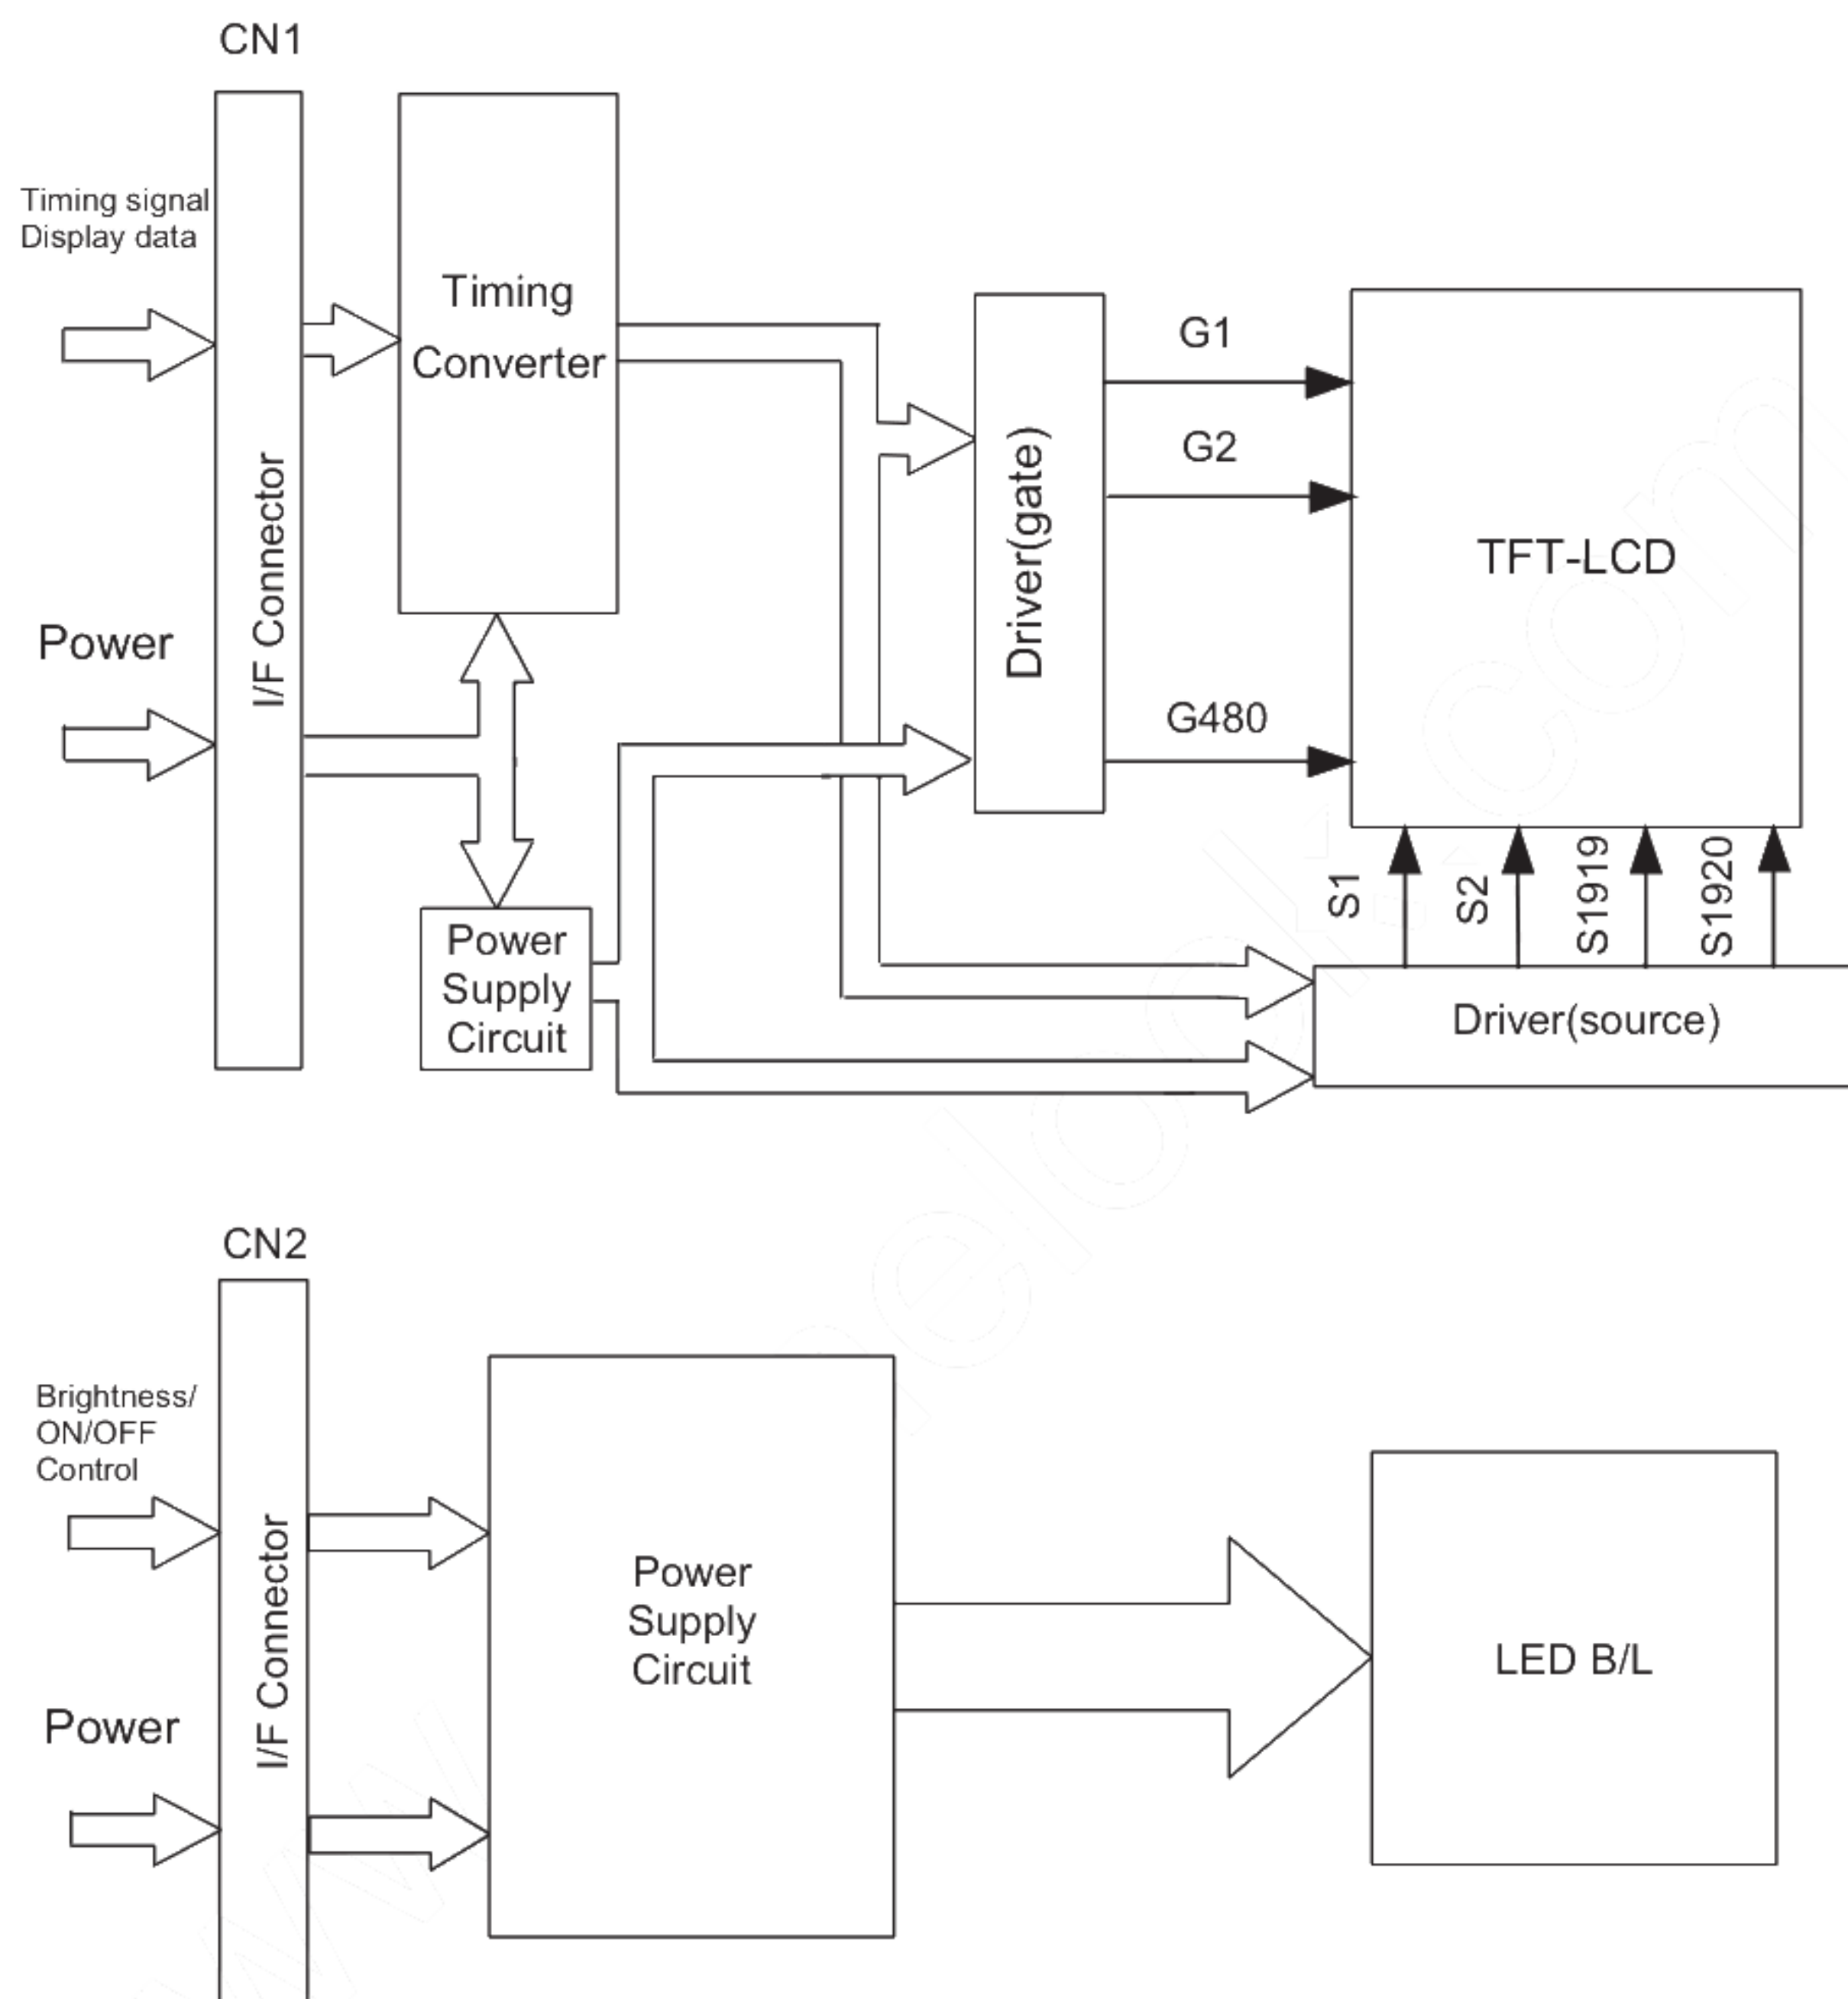 CN1
Timing signal
Display data
Power
I/F Connector
Timing
Converter
Power
Supply
Circuit
Driver(gate)
G1
G2
G480
TFT-LCD
S1
S2
S1919
S1920
Driver(source)
CN2
Brightness/
ON/OFF
Control
Power
I/F Connector
Power
Supply
Circuit
LED B/L